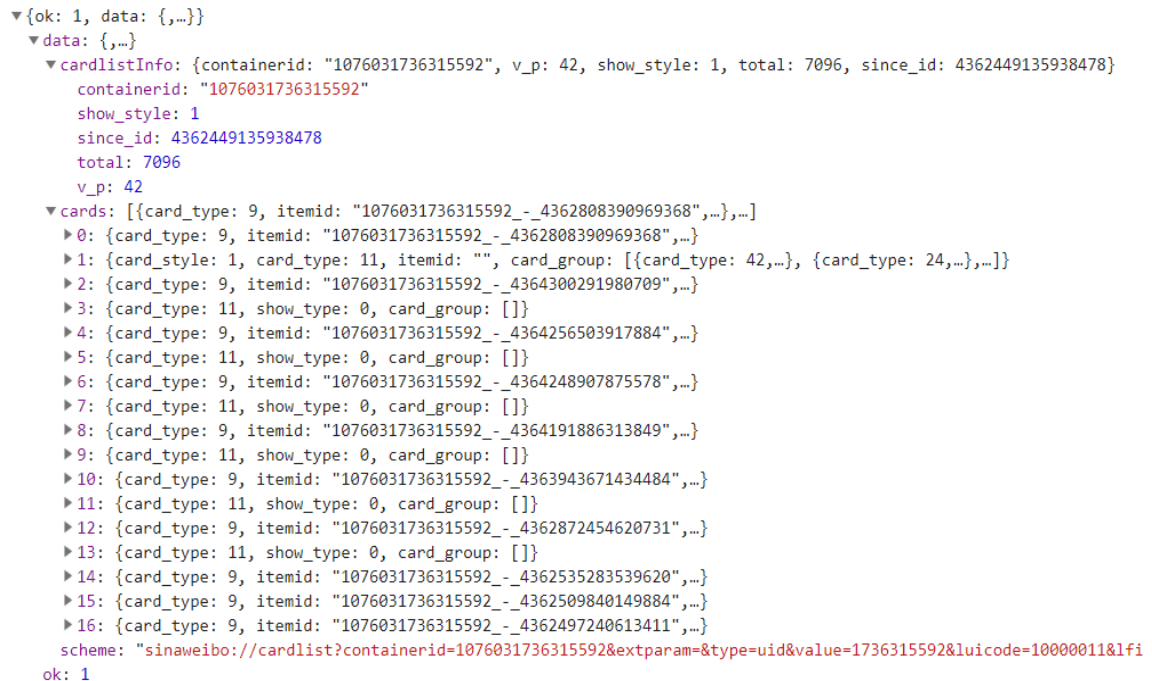 ▼{ok: 1, data: {,…}}
▼data: {,…}
▼cardlistInfo: {containerid: "1076031736315592", v_p: 42, show_style: 1, total: 7096, since_id: 4362449135938478}
containerid: "1076031736315592"
show_style: 1
since_id: 4362449135938478
total: 7096
v_p: 42
▼cards: [{card_type: 9, itemid: "1076031736315592_-_4362808390969368",…},…]
▶0: {card_type: 9, itemid: "1076031736315592_-_4362808390969368",…}
▶1: {card_style: 1, card_type: 11, itemid: "", card_group: [{card_type: 42,…}, {card_type: 24,…},…]}
▶2: {card_type: 9, itemid: "1076031736315592_-_4364300291980709",…}
▶3: {card_type: 11, show_type: 0, card_group: []}
▶4: {card_type: 9, itemid: "1076031736315592_-_4364256503917884",…}
▶5: {card_type: 11, show_type: 0, card_group: []}
▶6: {card_type: 9, itemid: "1076031736315592_-_4364248907875578",…}
▶7: {card_type: 11, show_type: 0, card_group: []}
▶8: {card_type: 9, itemid: "1076031736315592_-_4364191886313849",…}
▶9: {card_type: 11, show_type: 0, card_group: []}
▶10: {card_type: 9, itemid: "1076031736315592_-_4363943671434484",…}
▶11: {card_type: 11, show_type: 0, card_group: []}
▶12: {card_type: 9, itemid: "1076031736315592_-_4362872454620731",…}
▶13: {card_type: 11, show_type: 0, card_group: []}
▶14: {card_type: 9, itemid: "1076031736315592_-_4362535283539620",…}
▶15: {card_type: 9, itemid: "1076031736315592_-_4362509840149884",…}
▶16: {card_type: 9, itemid: "1076031736315592_-_4362497240613411",…}
scheme: "sinaweibo://cardlist?containerid=1076031736315592&extparam=&type=uid&value=1736315592&luicode=10000011&lfi
ok: 1